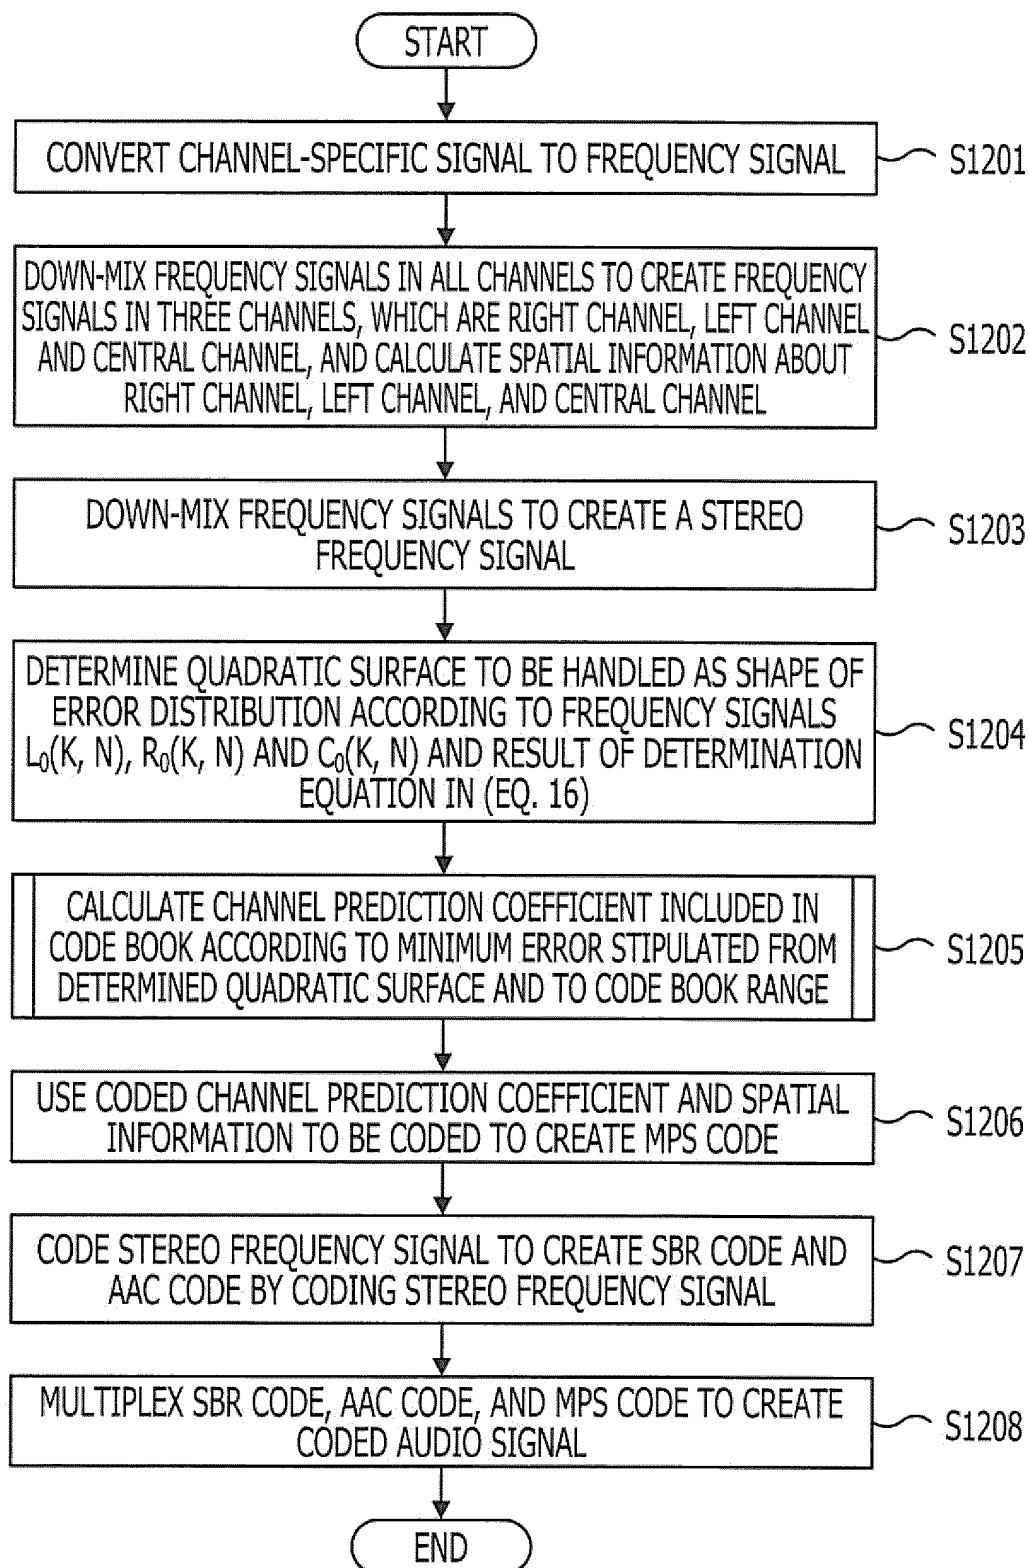 START
CONVERT CHANNEL-SPECIFIC SIGNAL TO FREQUENCY SIGNAL
S1201
DOWN-MIX FREQUENCY SIGNALS IN ALL CHANNELS TO CREATE FREQUENCY
SIGNALS IN THREE CHANNELS, WHICH ARE RIGHT CHANNEL, LEFT CHANNEL
AND CENTRAL CHANNEL, AND CALCULATE SPATIAL INFORMATION ABOUT
RIGHT CHANNEL, LEFT CHANNEL, AND CENTRAL CHANNEL
S1202
DOWN-MIX FREQUENCY SIGNALS TO CREATE A STEREO
FREQUENCY SIGNAL
S1203
DETERMINE QUADRATIC SURFACE TO BE HANDLED AS SHAPE OF
ERROR DISTRIBUTION ACCORDING TO FREQUENCY SIGNALS
L₀(K, N), R₀(K, N) AND C₀(K, N) AND RESULT OF DETERMINATION
EQUATION IN (EQ. 16)
S1204
CALCULATE CHANNEL PREDICTION COEFFICIENT INCLUDED IN
CODE BOOK ACCORDING TO MINIMUM ERROR STIPULATED FROM
DETERMINED QUADRATIC SURFACE AND TO CODE BOOK RANGE
S1205
USE CODED CHANNEL PREDICTION COEFFICIENT AND SPATIAL
INFORMATION TO BE CODED TO CREATE MPS CODE
S1206
CODE STEREO FREQUENCY SIGNAL TO CREATE SBR CODE AND
AAC CODE BY CODING STEREO FREQUENCY SIGNAL
S1207
MULTIPLEX SBR CODE, AAC CODE, AND MPS CODE TO CREATE
CODED AUDIO SIGNAL
S1208
END